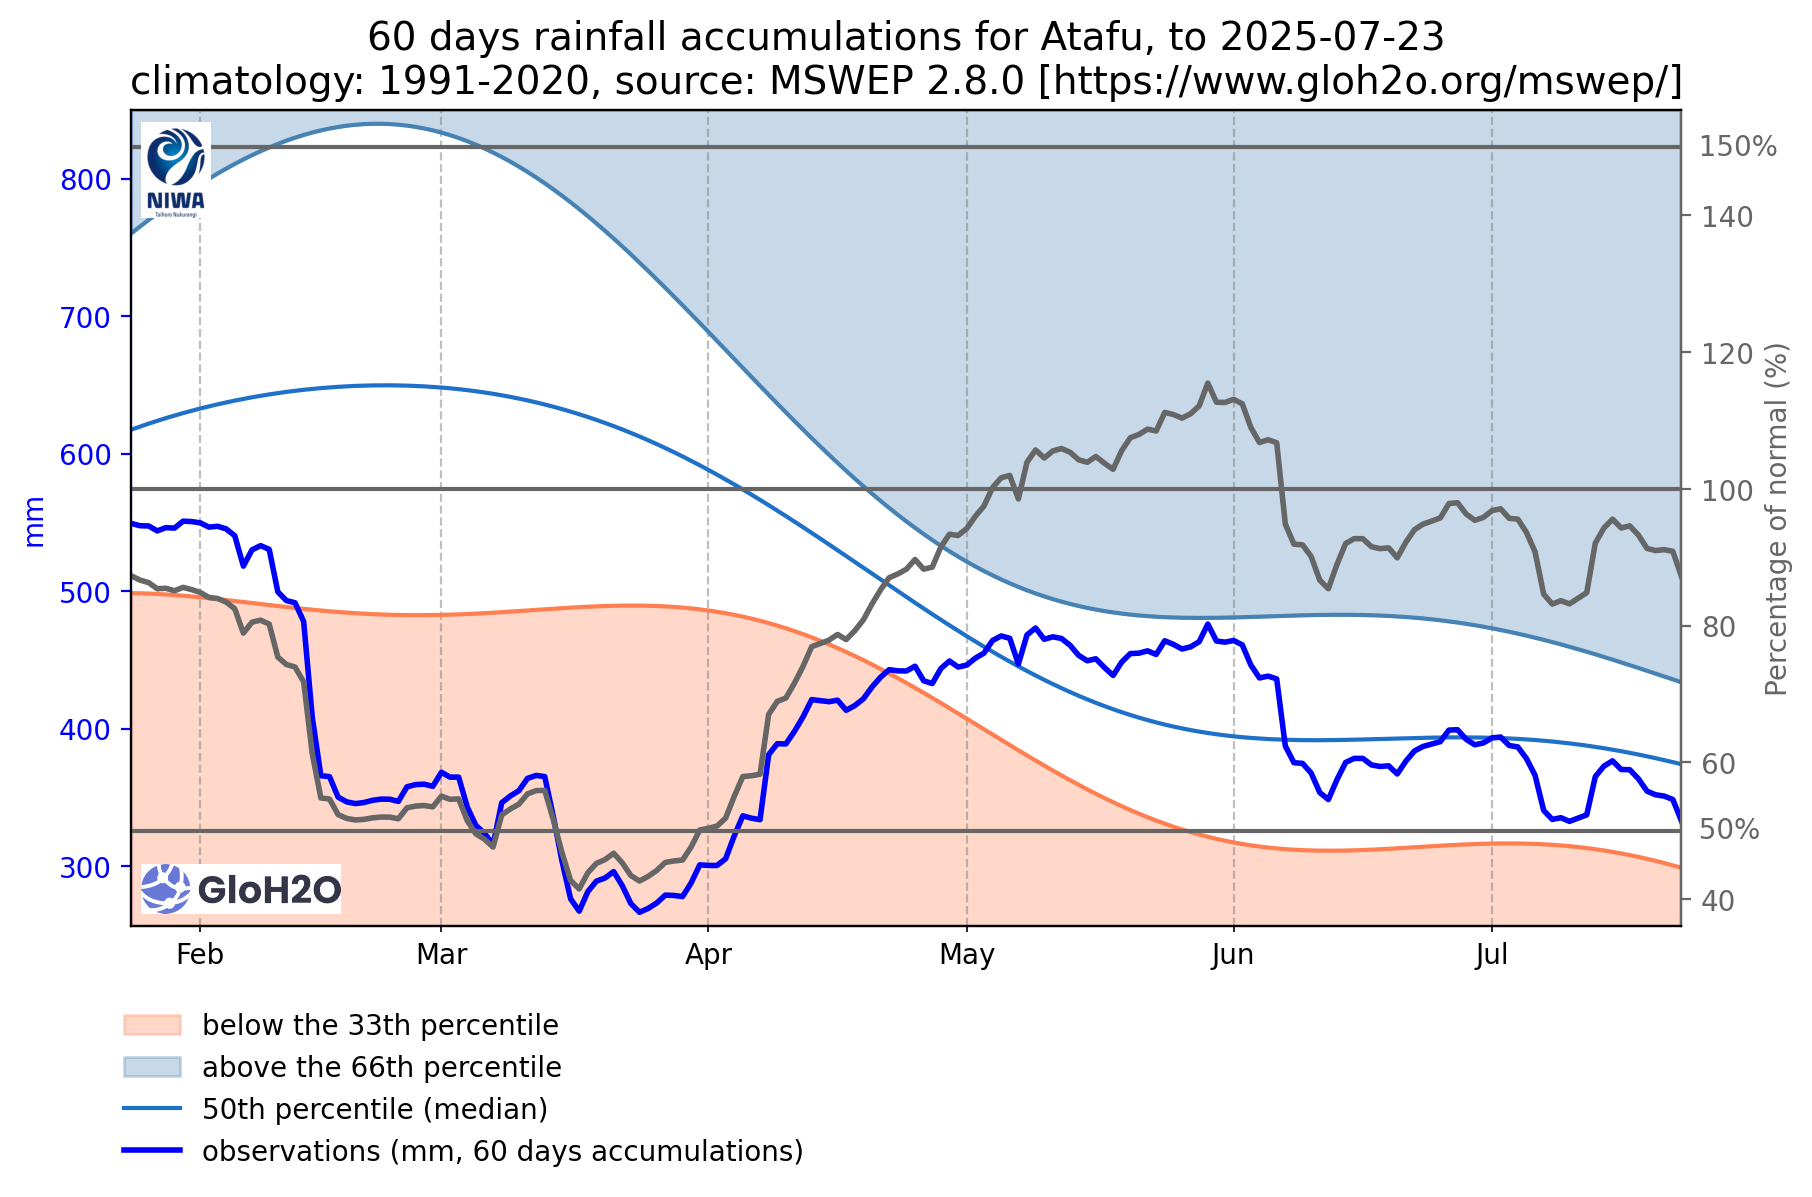 60 days rainfall accumulations for Atafu, to 2025-07-23
climatology: 1991-2020, source: MSWEP 2.8.0 [https://www.gloh2o.org/mswep/]
NIWA
Taihoro Nukurangi
800
700
600
500
400
300
mm
150%
140
120
100
80
60
50%
40
Percentage of normal (%)
GloH2O
Feb Mar Apr May Jun Jul
below the 33th percentile
above the 66th percentile
50th percentile (median)
observations (mm, 60 days accumulations)